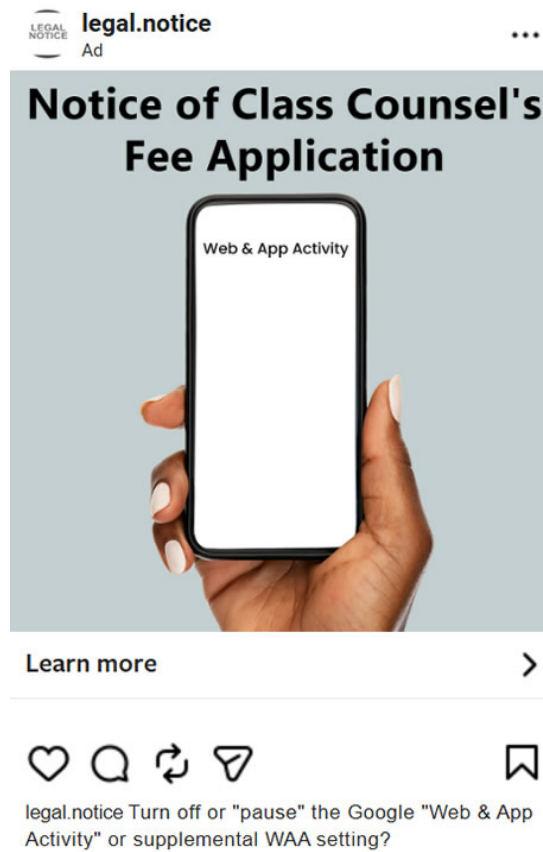 LEGAL
NOTICE
legal.notice
Ad
Notice of Class Counsel's
Fee Application
Web & App Activity
Learn more
legal.notice Turn off or "pause" the Google "Web & App
Activity" or supplemental WAA setting?